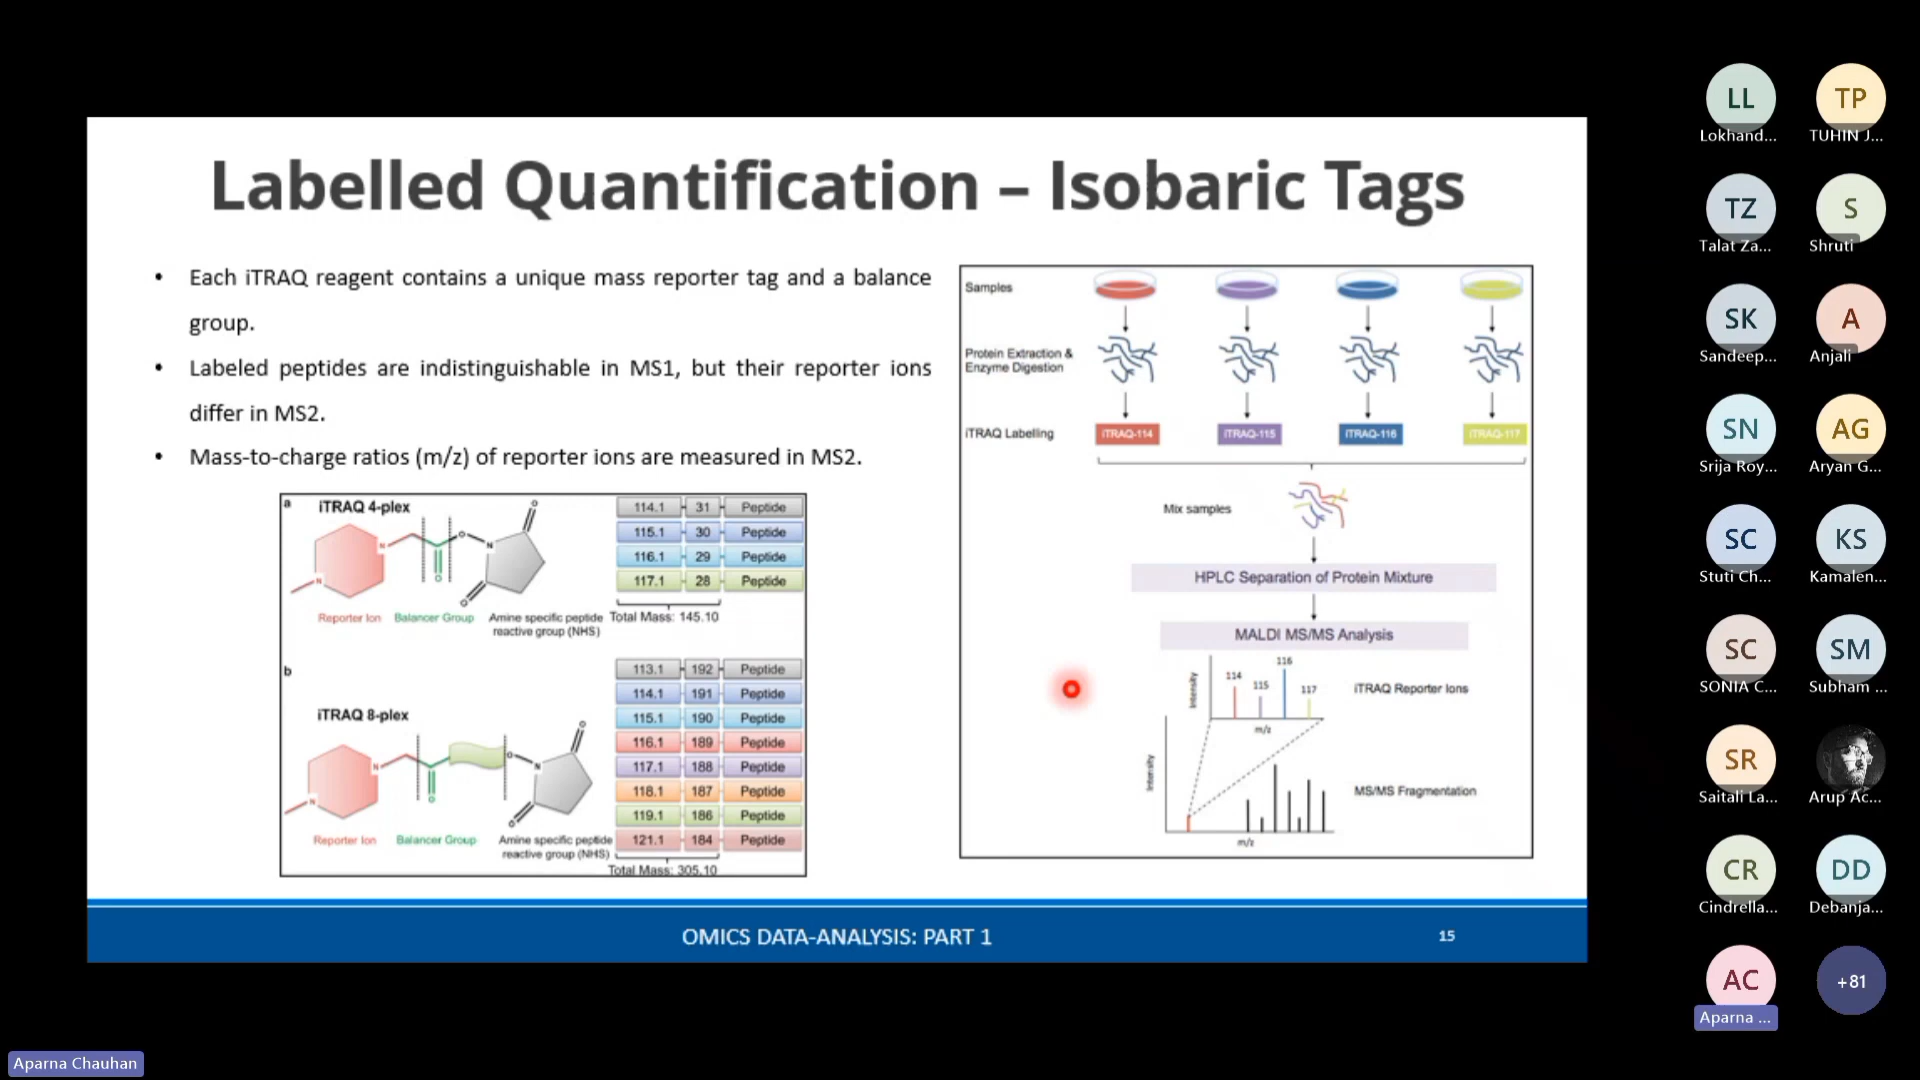 Labelled Quantification – Isobaric Tags
• Each iTRAQ reagent contains a unique mass reporter tag and a balance
group.
• Labeled peptides are indistinguishable in MS1, but their reporter ions
differ in MS2.
• Mass-to-charge ratios (m/z) of reporter ions are measured in MS2.
a
iTRAQ 4-plex
O
N
N
O
N
O
O
Reporter Ion
Balancer Group
Amine specific peptide
reactive group (NHS)
114.1 31 Peptide
115.1 30 Peptide
116.1 29 Peptide
117.1 28 Peptide
Total Mass: 145.10
b
iTRAQ 8-plex
O
N
N
O
N
O
O
Reporter Ion
Balancer Group
Amine specific peptide
reactive group (NHS)
113.1 192 Peptide
114.1 191 Peptide
115.1 190 Peptide
116.1 189 Peptide
117.1 188 Peptide
118.1 187 Peptide
119.1 186 Peptide
121.1 184 Peptide
Total Mass: 305.10
Samples
Protein Extraction &
Enzyme Digestion
iTRAQ Labelling
iTRAQ-114
iTRAQ-115
iTRAQ-116
iTRAQ-117
Mix samples
HPLC Separation of Protein Mixture
MALDI MS/MS Analysis
Intensity
114
115
116
117
m/z
iTRAQ Reporter Ions
Intensity
m/z
MS/MS Fragmentation
OMICS DATA-ANALYSIS: PART 1
15
LL
Lokhand...
TP
TUHIN J...
TZ
Talat Za...
S
Shruti
SK
Sandeep...
A
Anjali
SN
Srija Roy...
AG
Aryan G...
SC
Stuti Ch...
KS
Kamalen...
SC
SONIA C...
SM
Subham ...
SR
Saitali La...
Arup Ac...
CR
Cindrella...
DD
Debanja...
AC
Aparna ...
+81
Aparna Chauhan